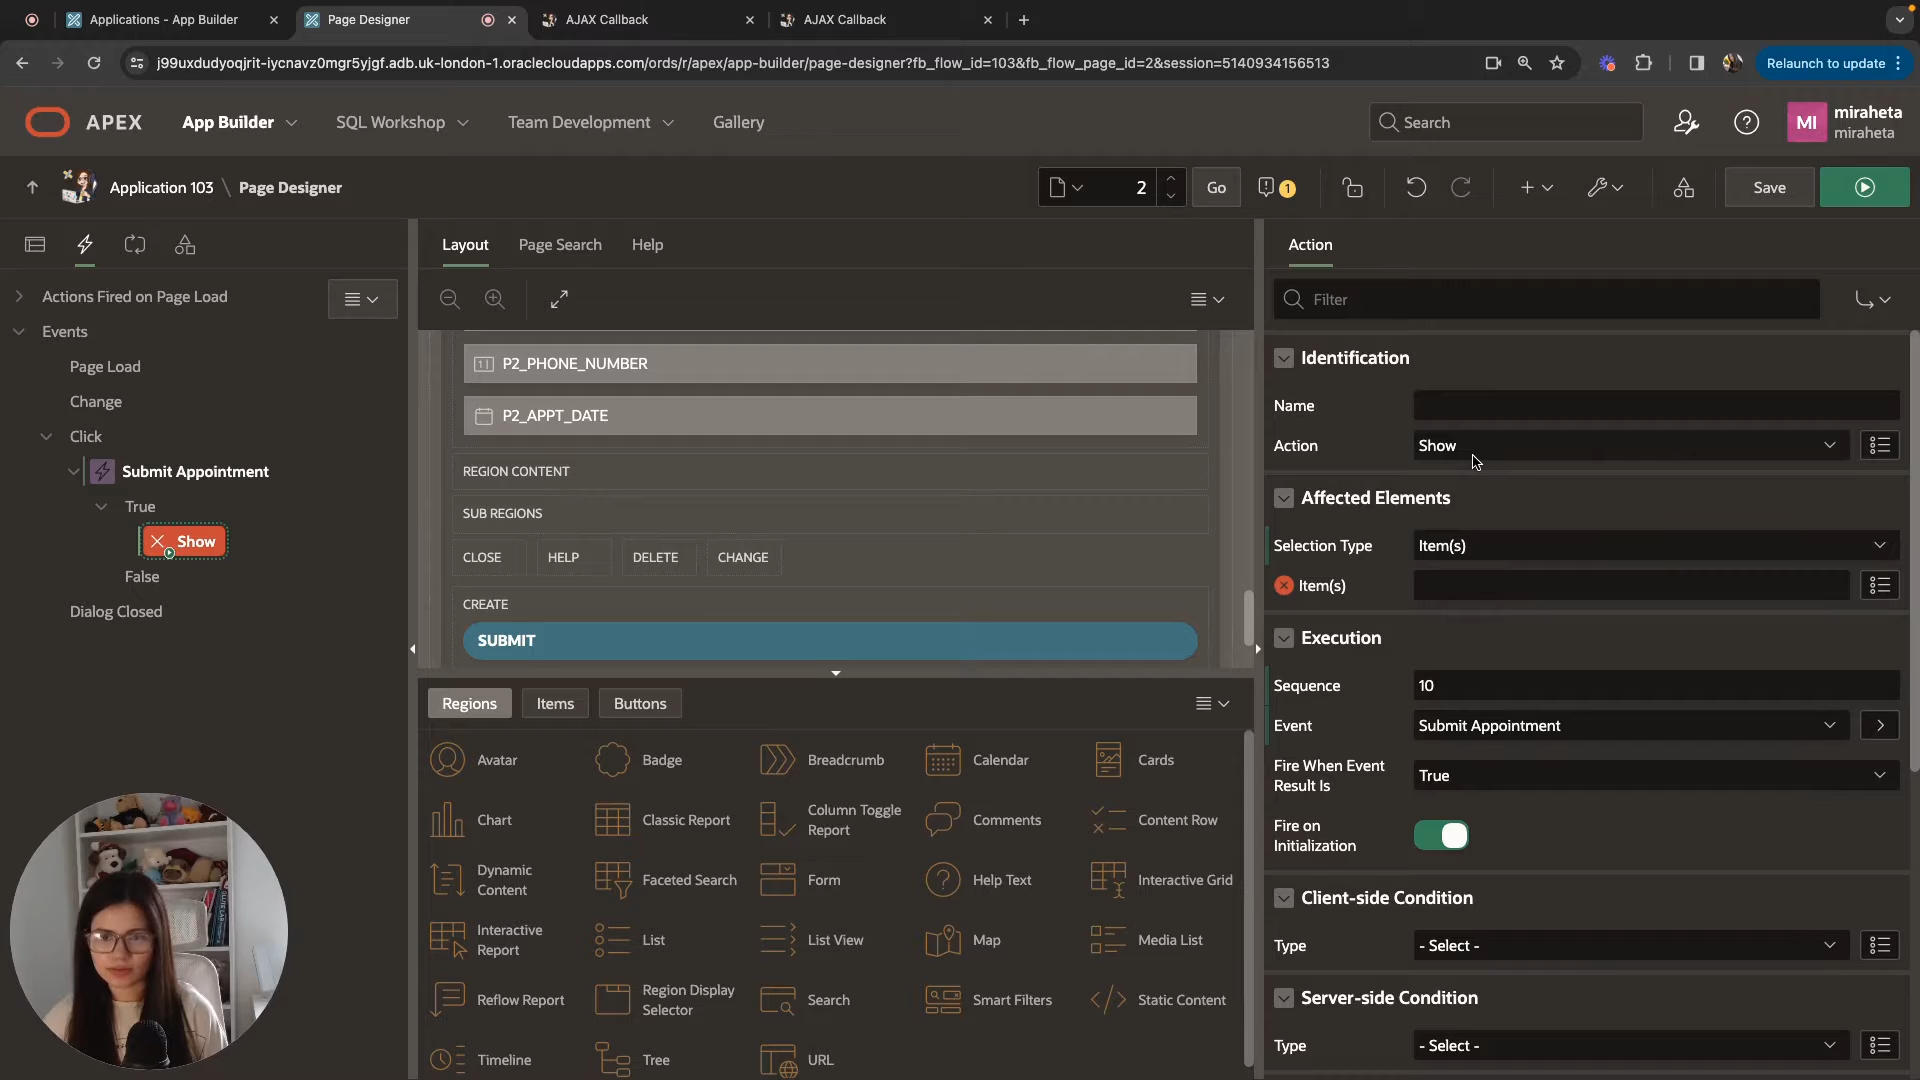 Applications - App Builder
Page Designer
AJAX Callback
AJAX Callback
j99uxdudyoqjrit-iycnavz0mgr5yjgf.adb.uk-london-1.oraclecloudapps.com/ords/r/apex/app-builder/page-designer?fb_flow_id=103&fb_flow_page_id=2&session=5140934156513
Relaunch to update
APEX
App Builder
SQL Workshop
Team Development
Gallery
Search
MI
miraheta
miraheta
Application 103 \ Page Designer
2
Go
1
Save
Layout
Page Search
Help
Action
Actions Fired on Page Load
Events
Page Load
Change
Click
Submit Appointment
True
Show
False
Dialog Closed
P2_PHONE_NUMBER
P2_APPT_DATE
REGION CONTENT
SUB REGIONS
CLOSE
HELP
DELETE
CHANGE
CREATE
SUBMIT
Regions
Items
Buttons
Avatar
Badge
Breadcrumb
Calendar
Cards
Chart
Classic Report
Column Toggle
Report
Comments
Content Row
Dynamic
Content
Faceted Search
Form
Help Text
Interactive Grid
Interactive
Report
List
List View
Map
Media List
Reflow Report
Region Display
Selector
Search
Smart Filters
Static Content
Timeline
Tree
URL
Filter
Identification
Name
Action
Show
Affected Elements
Selection Type
Item(s)
Item(s)
Execution
Sequence
10
Event
Submit Appointment
Fire When Event
Result Is
True
Fire on
Initialization
Client-side Condition
Type
- Select -
Server-side Condition
Type
- Select -